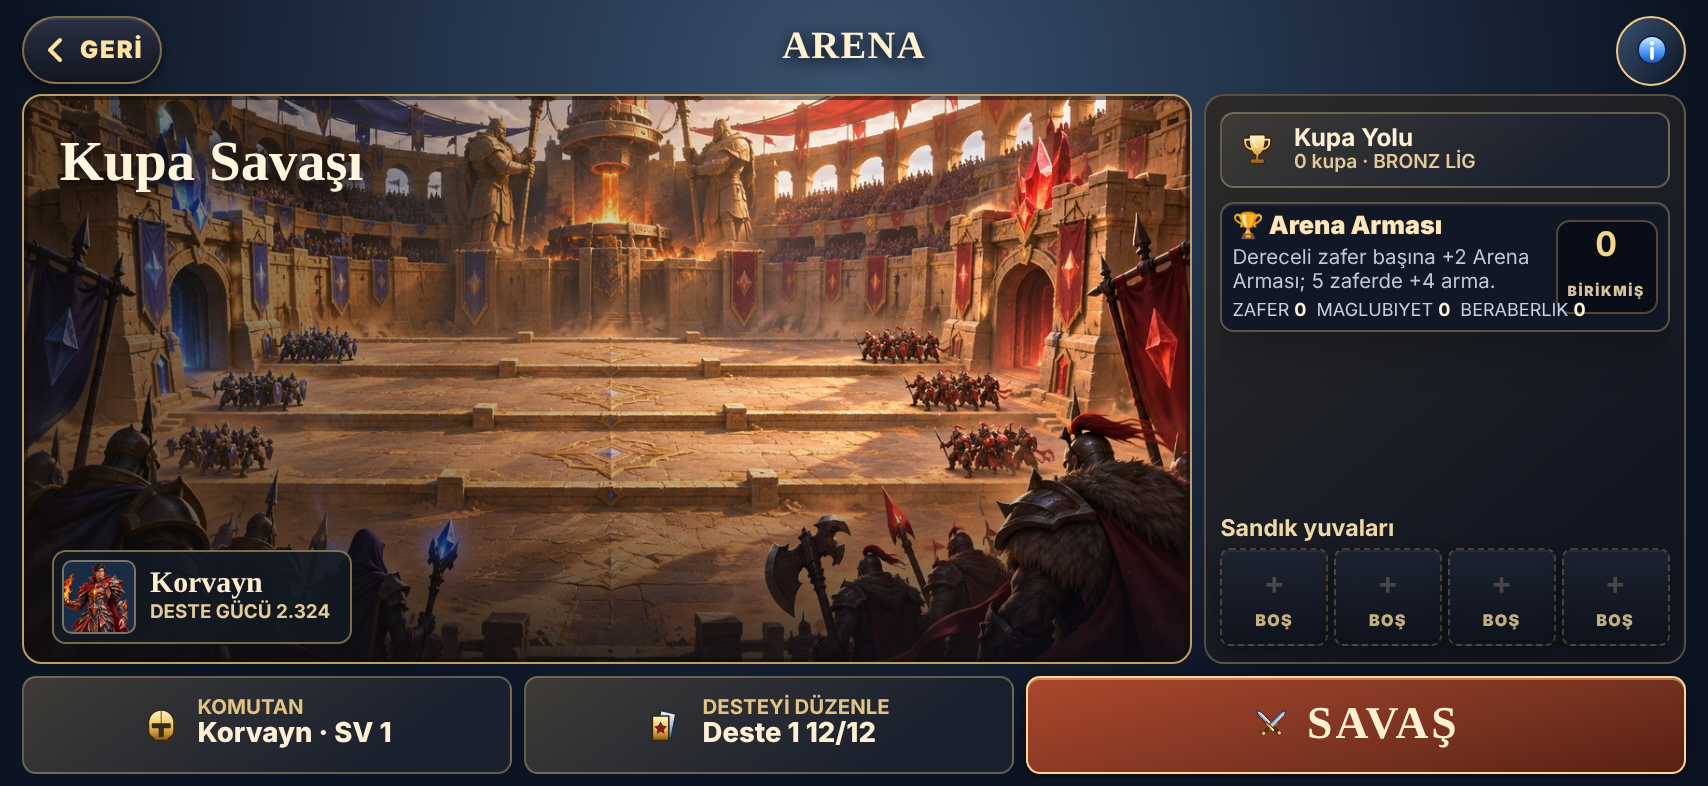 GERİ
ARENA
Kupa Savaşı
Kupa Yolu
0 kupa · BRONZ LİG
Arena Arması
Dereceli zafer başına +2 Arena
Arması; 5 zaferde +4 arma.
ZAFER 0 MAGLUBIYET 0 BERABERLIK 0
0
BİRİKMİŞ
Korvayn
DESTE GÜCÜ 2.324
Sandık yuvaları
+ + + +
BOŞ BOŞ BOŞ BOŞ
KOMUTAN
Korvayn · SV 1
DESTEYİ DÜZENLE
Deste 1 12/12
SAVAŞ